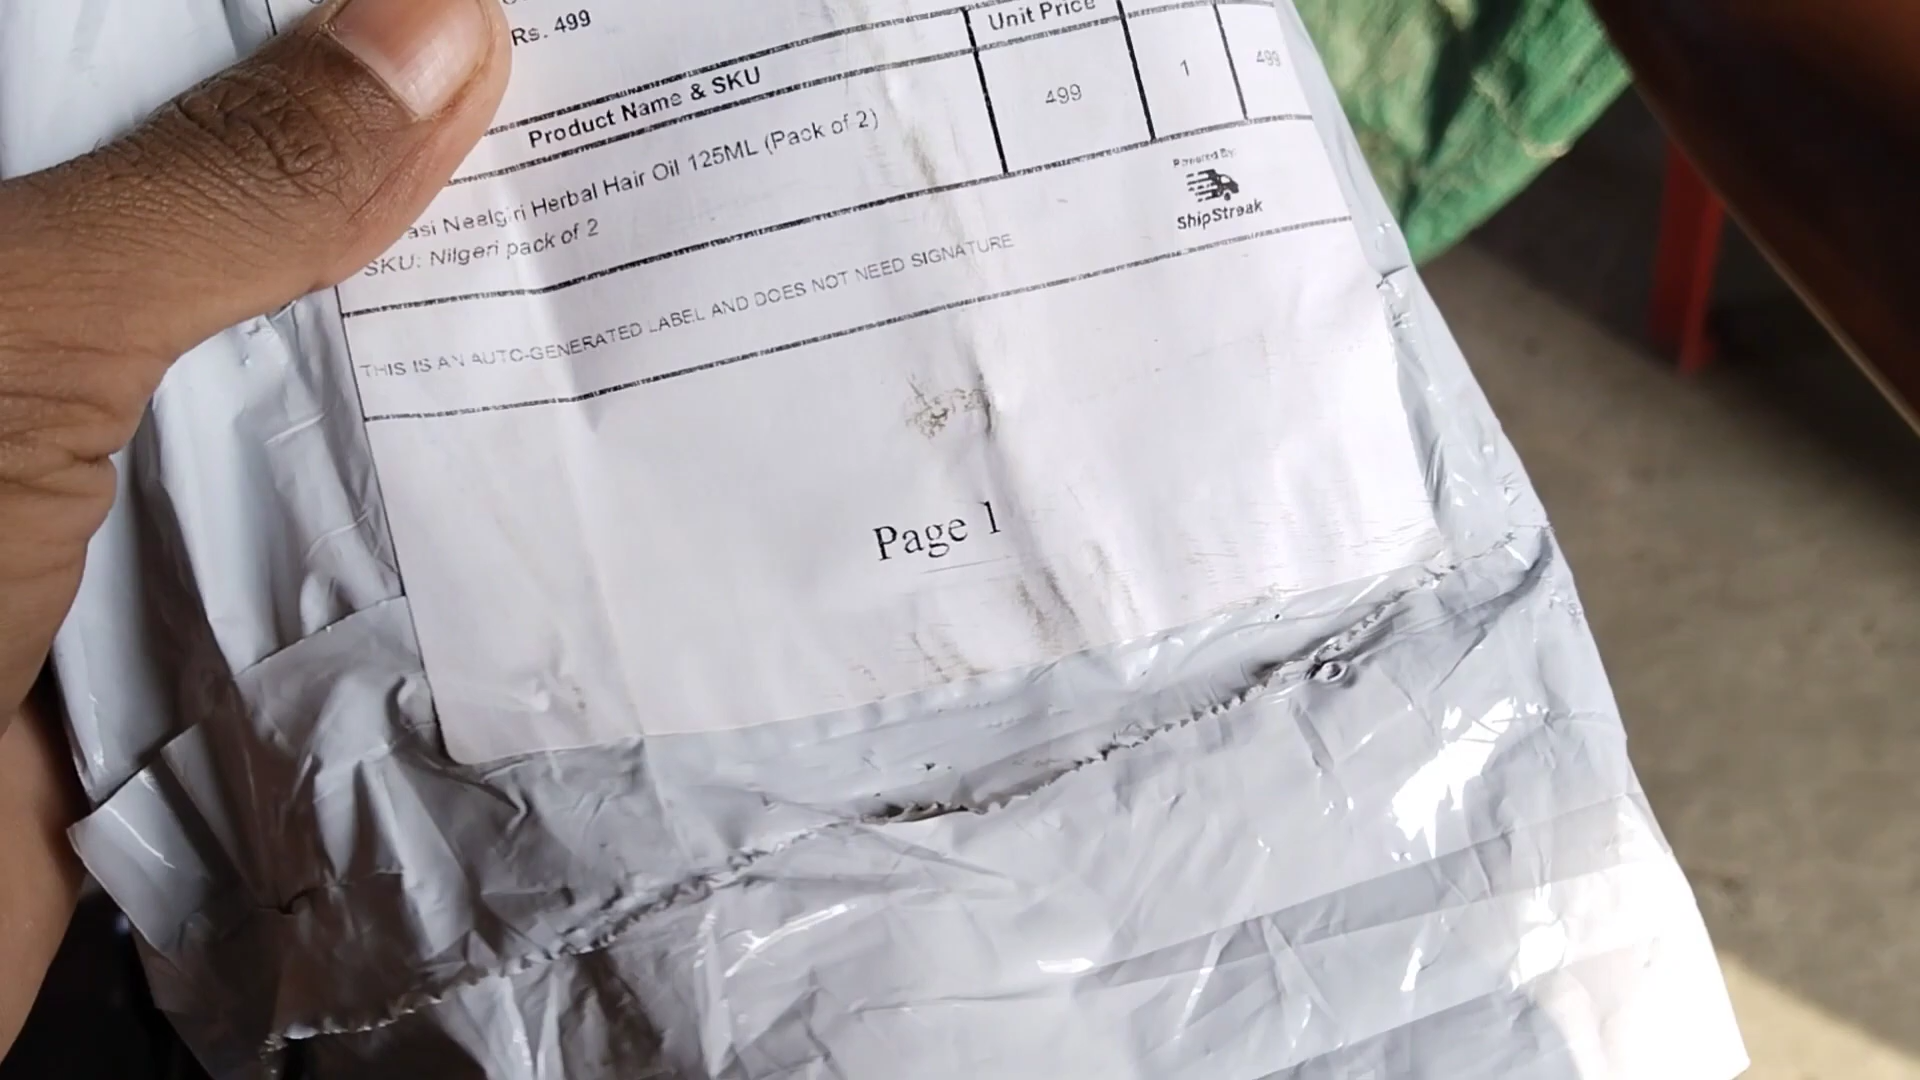 Rs. 499
Unit Price
Product Name & SKU
asi Neelgiri Herbal Hair Oil 125ML (Pack of 2)
499
1
499
SKU: Nilgeri pack of 2
Powered By:
ShipStreak
THIS IS AN AUTO-GENERATED LABEL AND DOES NOT NEED SIGNATURE
Page 1